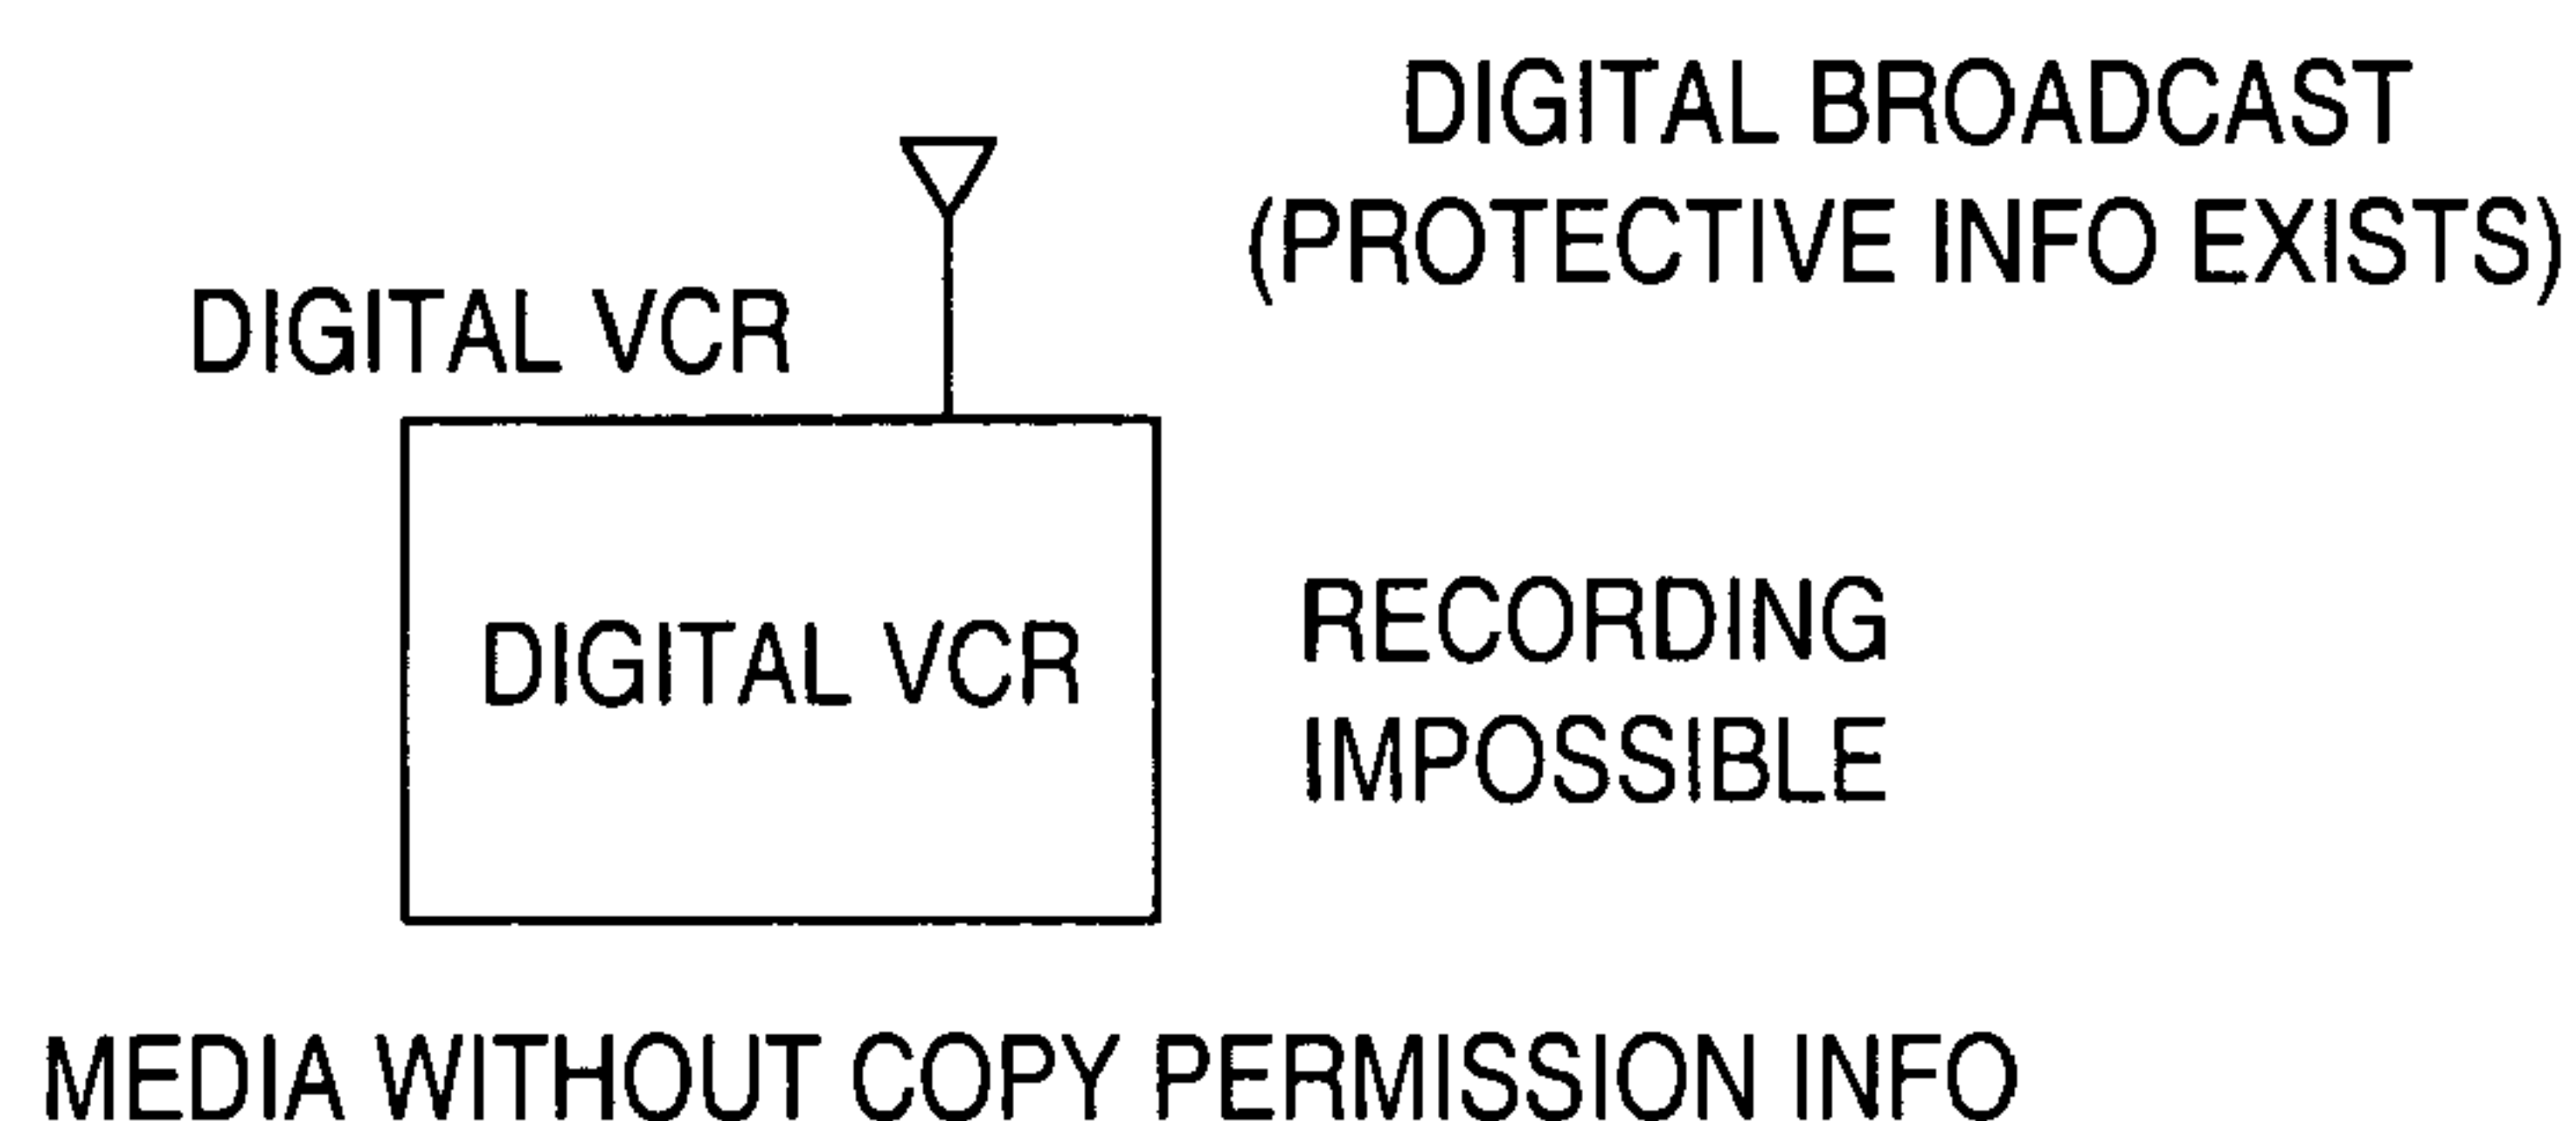 DIGITAL BROADCAST
(PROTECTIVE INFO EXISTS)
DIGITAL VCR
DIGITAL VCR
RECORDING
IMPOSSIBLE
MEDIA WITHOUT COPY PERMISSION INFO